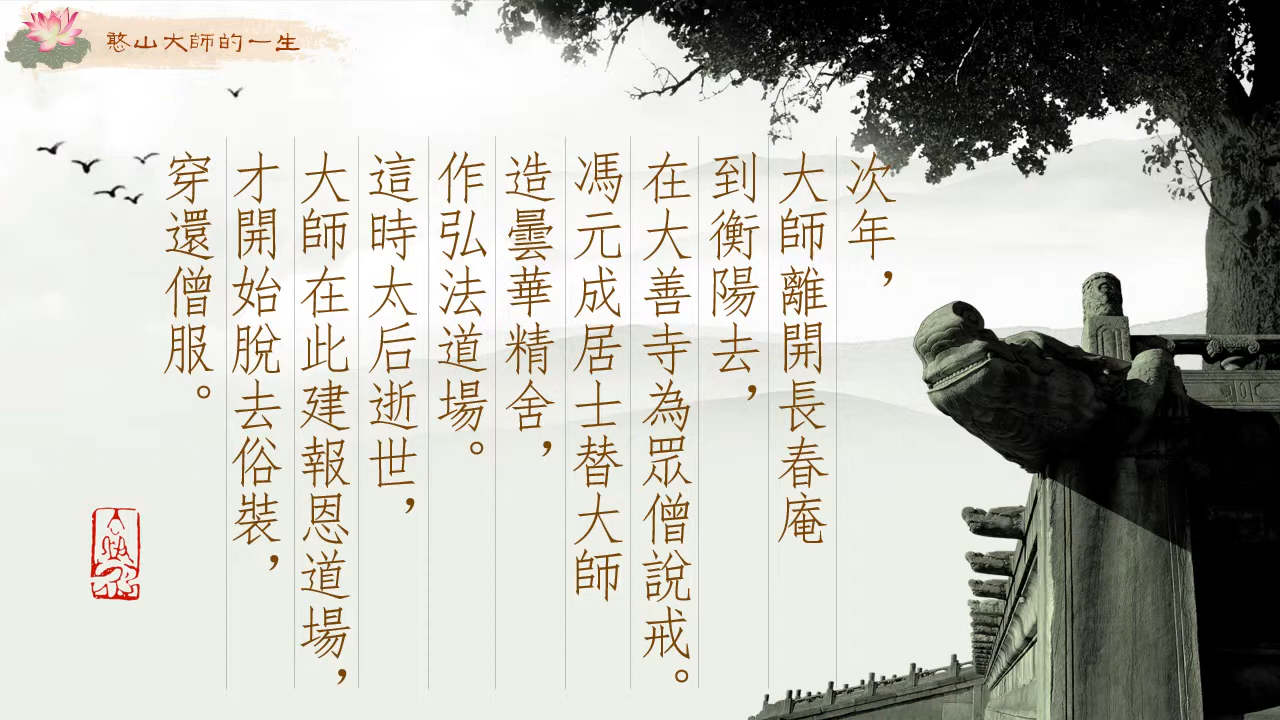 憨山大師的一生
次年，
大師離開長春庵
到衡陽去，
在大善寺為眾僧說戒。
馮元成居士替大師
造曇華精舍，
作弘法道場。
這時太后逝世，
大師在此建報恩道場，
才開始脫去俗裝，
穿還僧服。